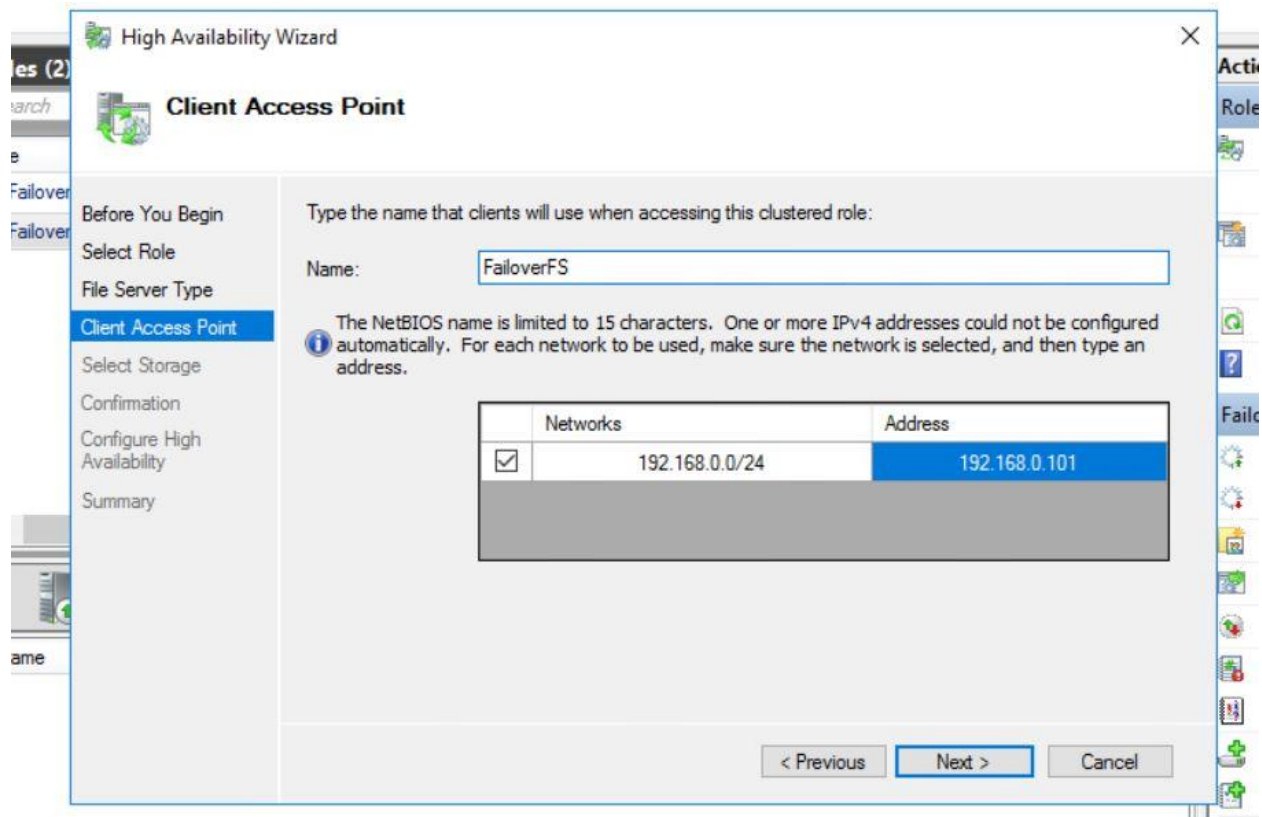 High Availability Wizard
les (2)
Acti
earch
Client Access Point
Role
e
Failover
Failover
Before You Begin
Select Role
File Server Type
Client Access Point
Select Storage
Confirmation
Configure High
Availability
Summary
Type the name that clients will use when accessing this clustered role:
Name:
FailoverFS
The NetBIOS name is limited to 15 characters. One or more IPv4 addresses could not be configured
automatically. For each network to be used, make sure the network is selected, and then type an
address.
Networks Address
192.168.0.0/24 192.168.0.101
Failo
ame
< Previous Next > Cancel